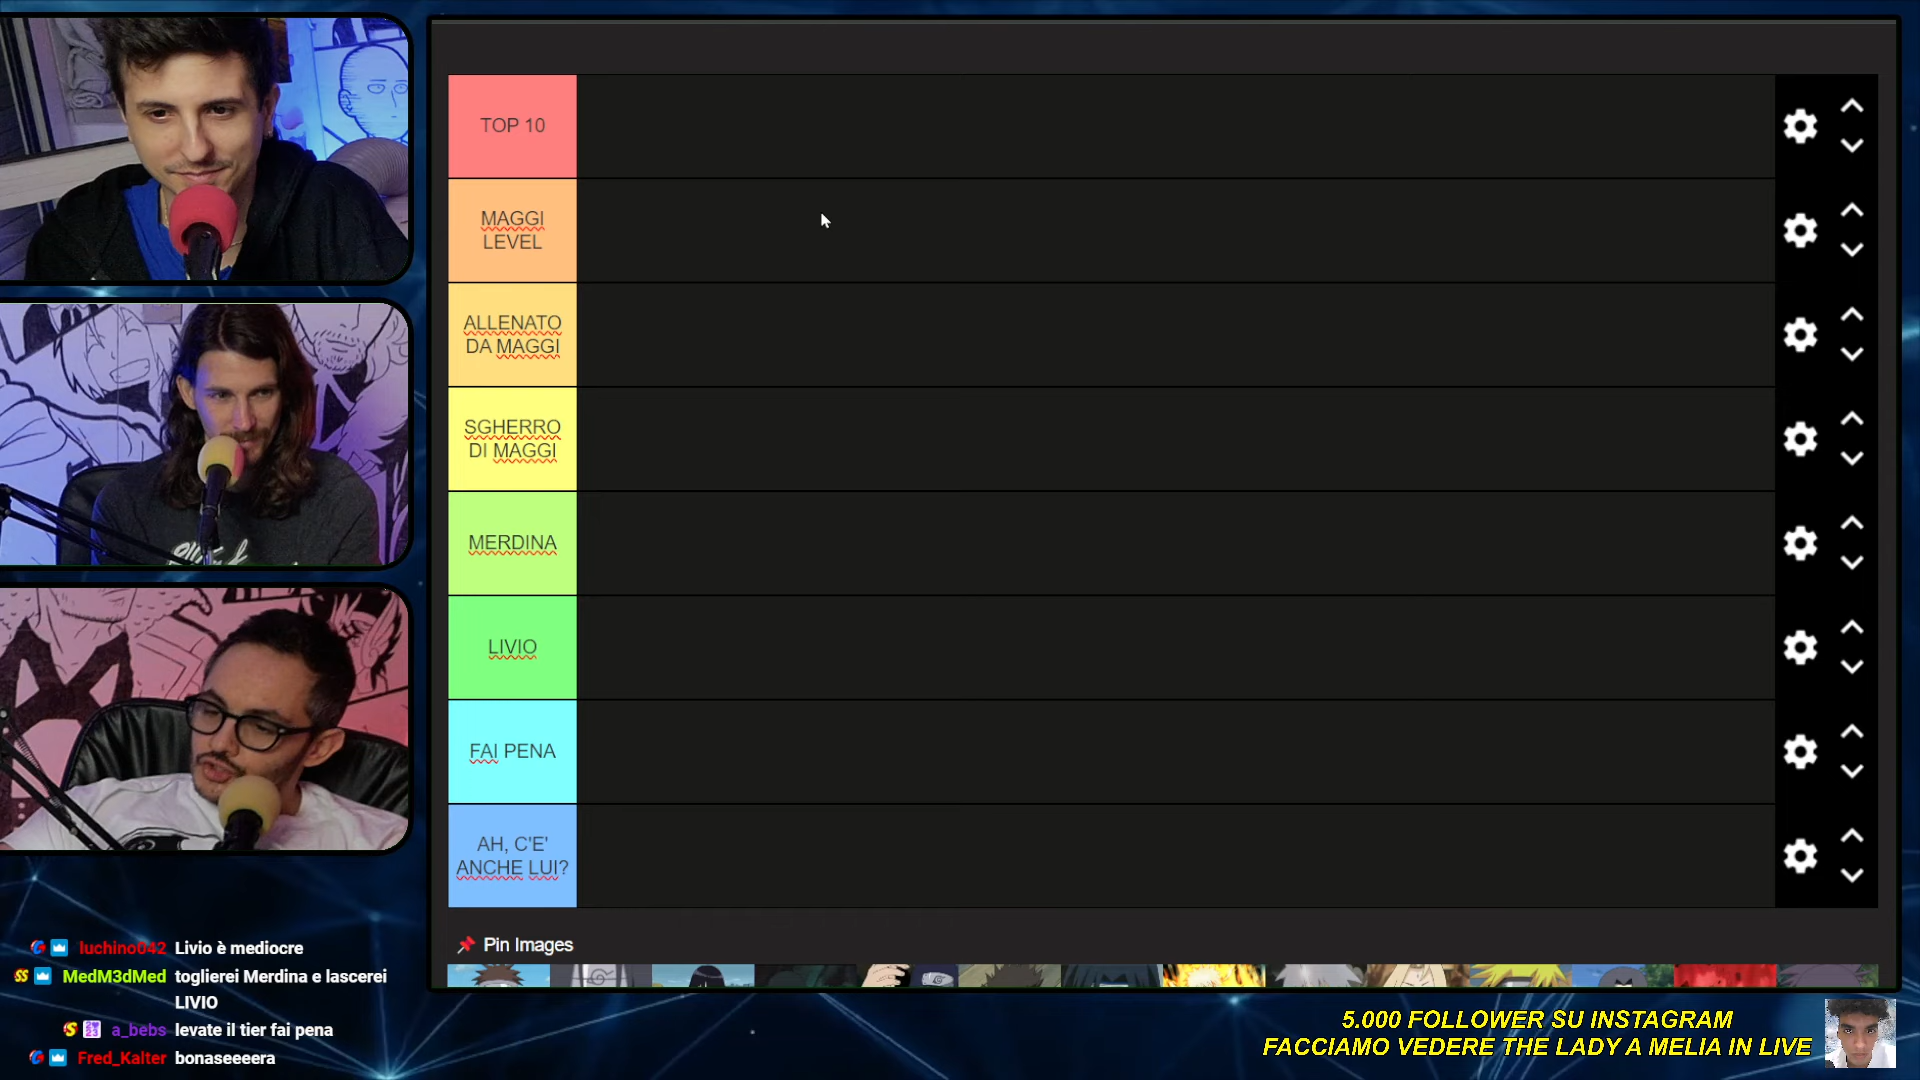 TOP 10
MAGGI
LEVEL
ALLENATO
DA MAGGI
SGHERRO
DI MAGGI
MERDINA
LIVIO
FAI PENA
AH, C'E'
ANCHE LUI?
Pin Images
luchino042 Livio è mediocre
MedM3dMed toglierei Merdina e lascerei
LIVIO
a_bebs levate il tier fai pena
Fred_Kalter bonaseeeera
5.000 FOLLOWER SU INSTAGRAM
FACCIAMO VEDERE THE LADY A MELIA IN LIVE